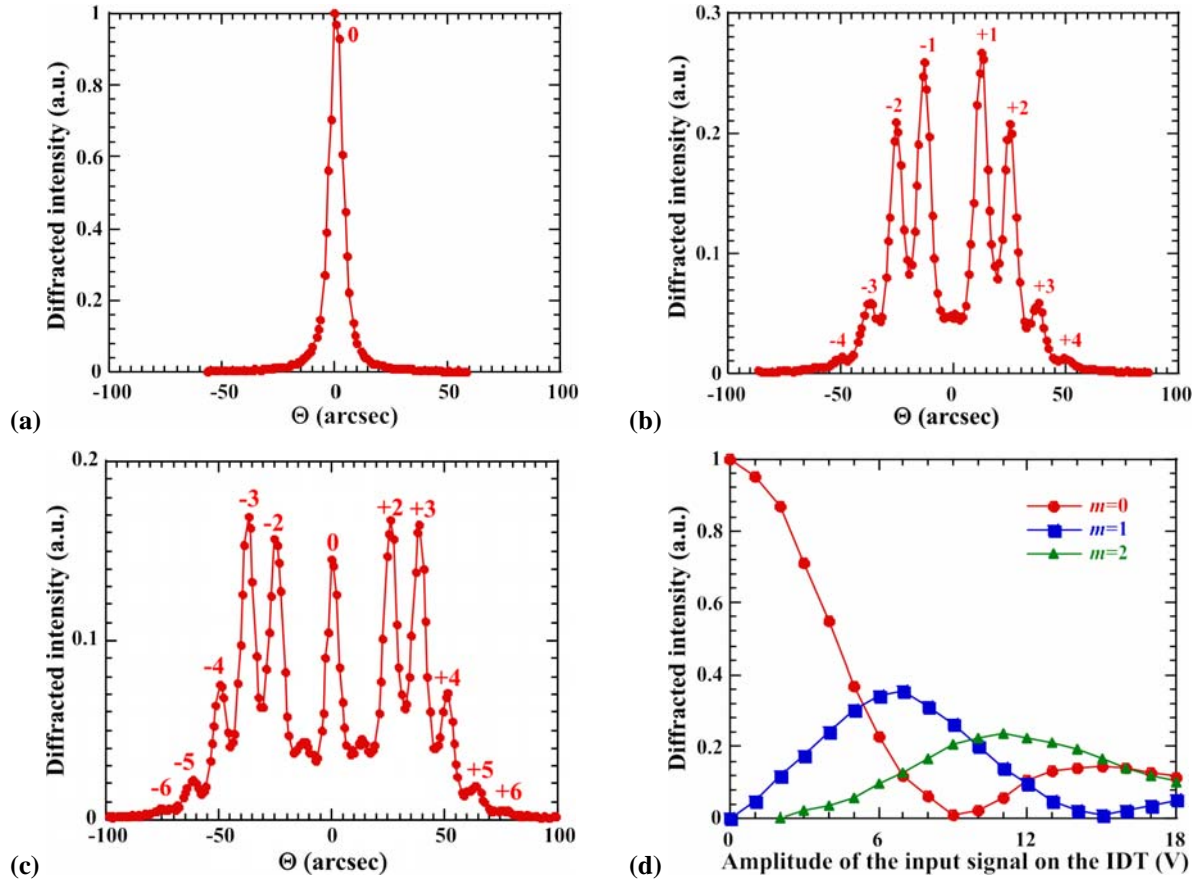 Diffracted intensity (a.u.)
1
0.8
0.6
0.4
0.2
0
0
-100 -50 0 50 100
(a) Θ (arcsec)
Diffracted intensity (a.u.)
0.3
0.2
0.1
0
-4 -3 -2 -1 +1 +2 +3 +4
-100 -50 0 50 100
(b) Θ (arcsec)
Diffracted intensity (a.u.)
0.2
0.1
0
-6 -5 -4 -3 -2 0 +2 +3 +4 +5 +6
-100 -50 0 50 100
(c) Θ (arcsec)
Diffracted intensity (a.u.)
1
0.8
0.6
0.4
0.2
0
m=0
m=1
m=2
0 6 12 18
(d) Amplitude of the input signal on the IDT (V)